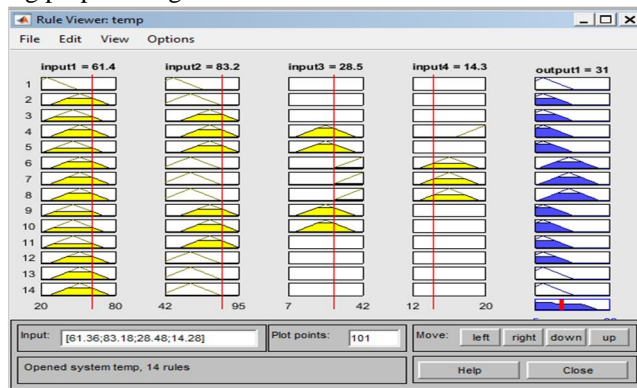 Rule Viewer: temp
File Edit View Options
input1 = 61.4 input2 = 83.2 input3 = 28.5 input4 = 14.3 output1 = 31
1
2
3
4
5
6
7
8
9
10
11
12
13
14
20 80 42 95 7 42 12 20
Input: [61.36;83.18;28.48;14.28] Plot points: 101 Move: left right down up
Opened system temp, 14 rules Help Close